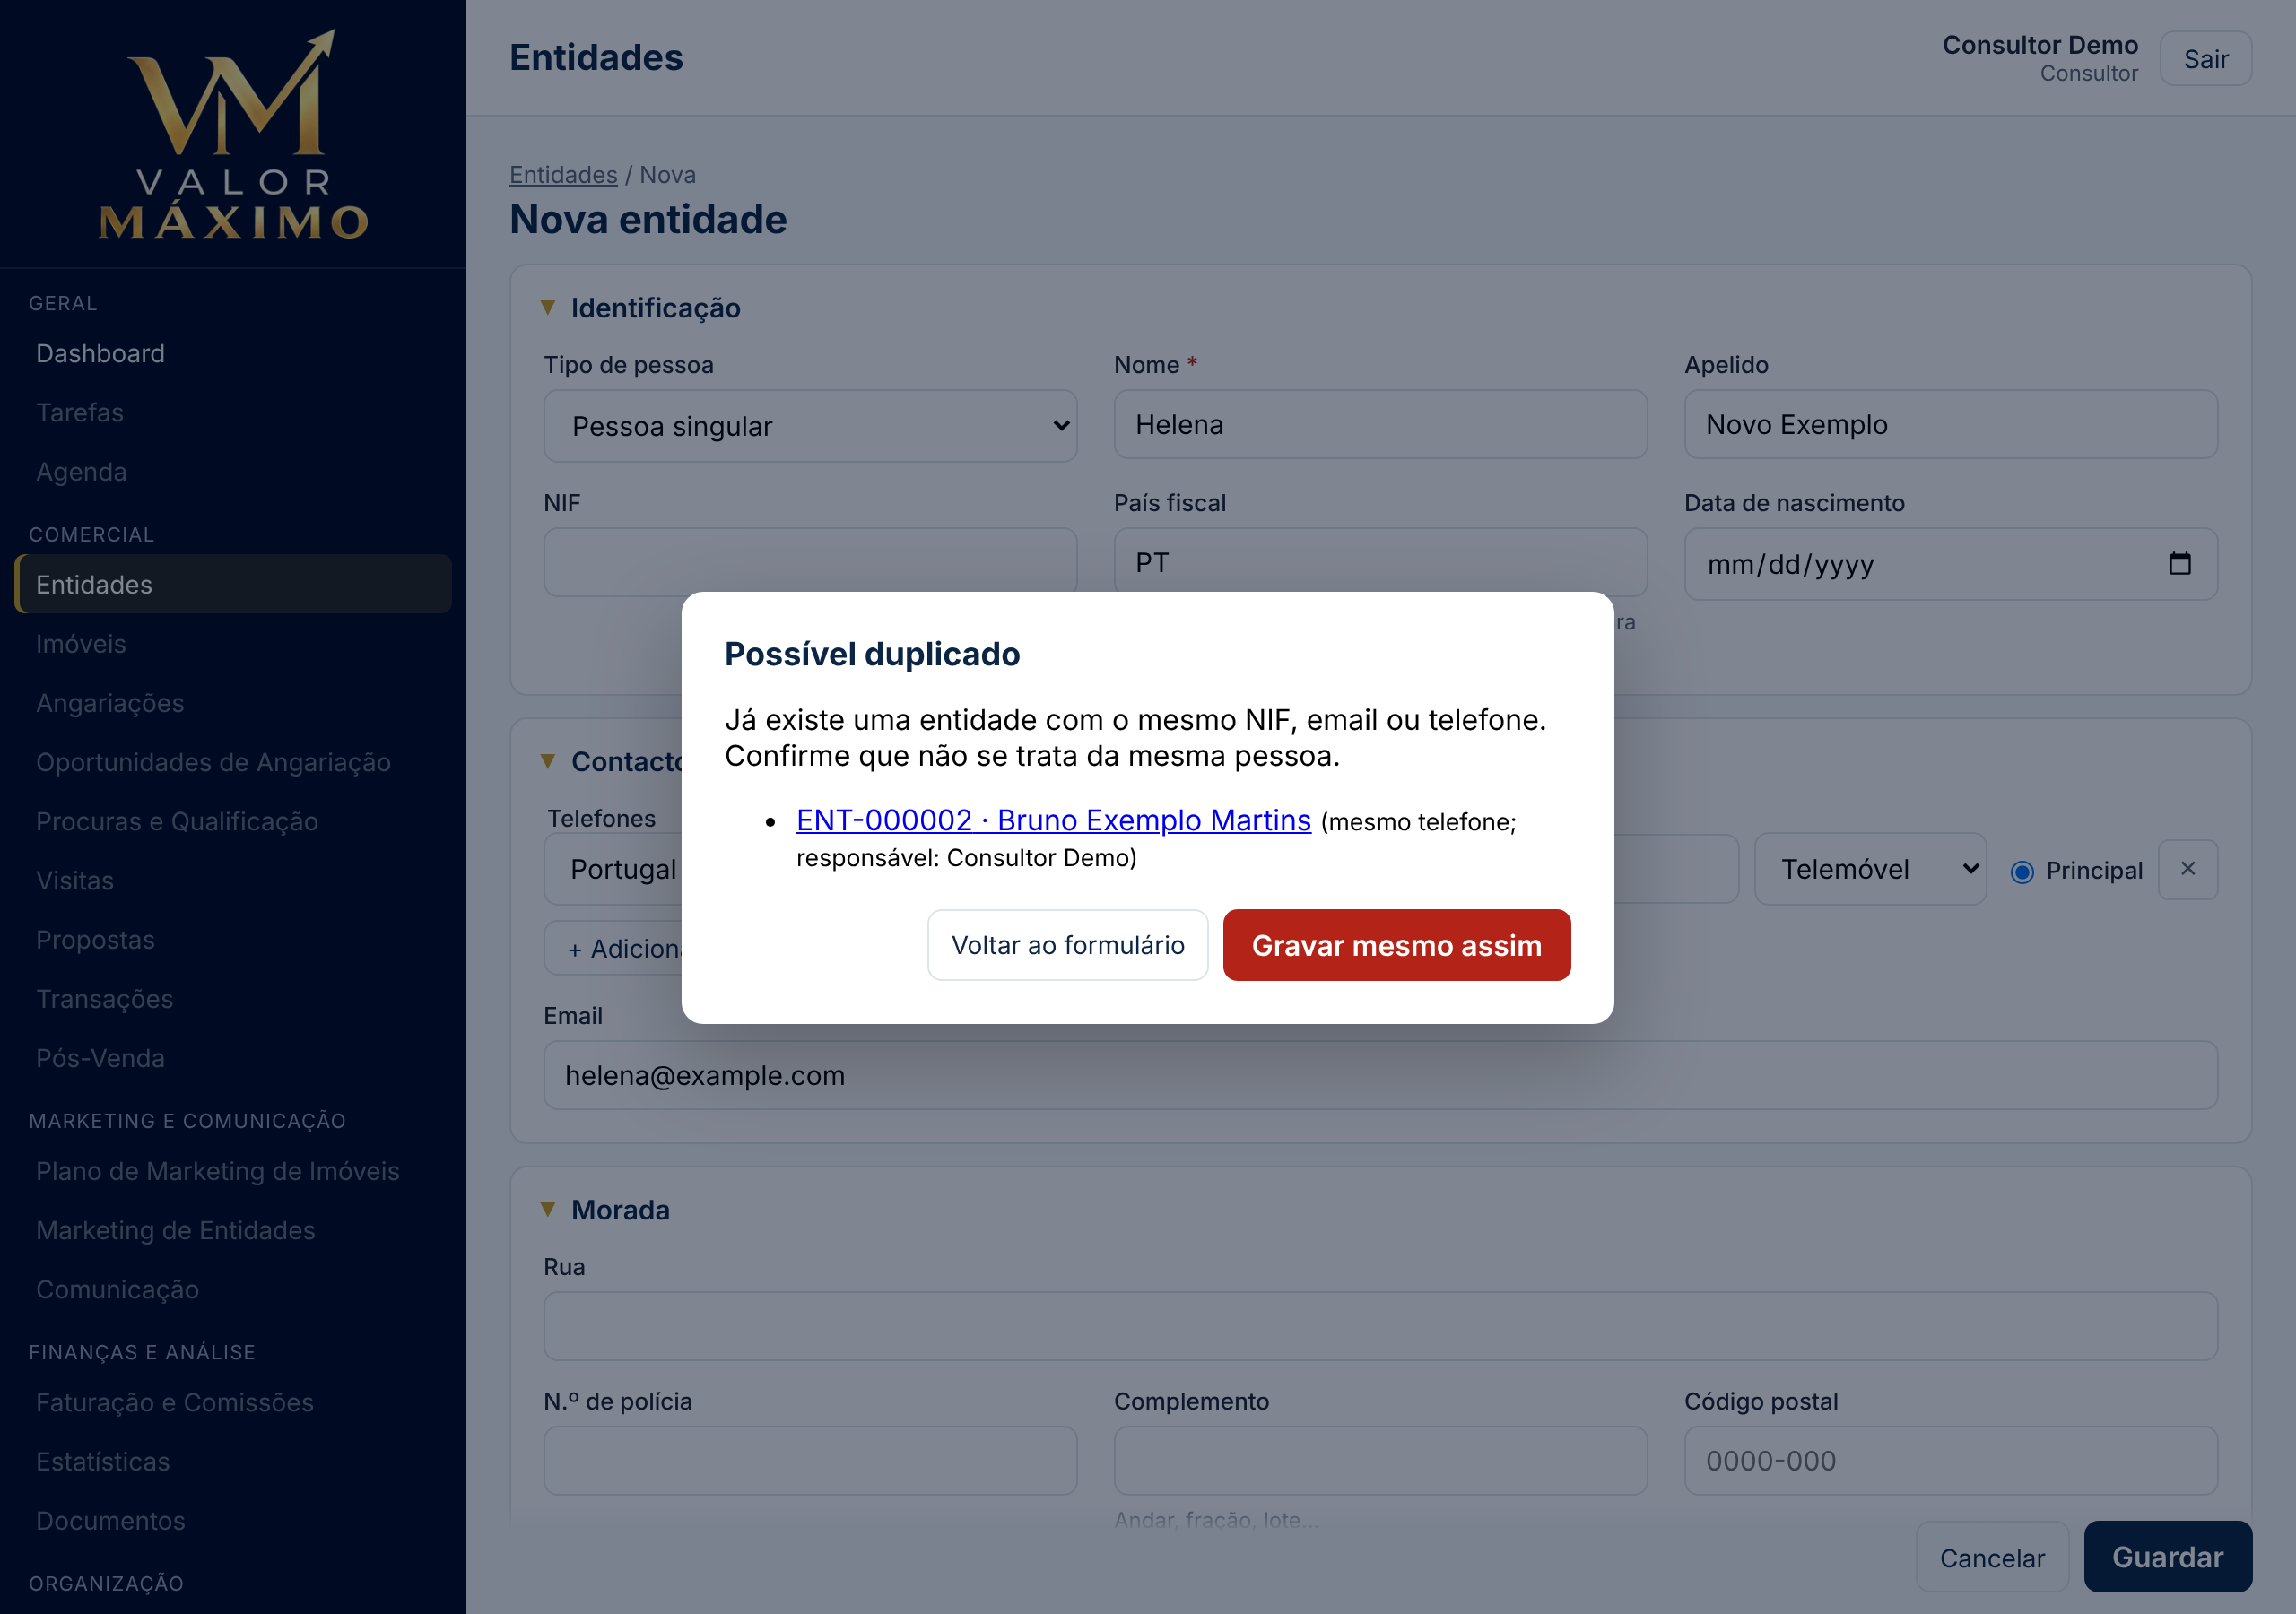 VM
VALOR
MÁXIMO
GERAL
Dashboard
Tarefas
Agenda
COMERCIAL
Entidades
Imóveis
Angariações
Oportunidades de Angariação
Procuras e Qualificação
Visitas
Propostas
Transações
Pós-Venda
MARKETING E COMUNICAÇÃO
Plano de Marketing de Imóveis
Marketing de Entidades
Comunicação
FINANÇAS E ANÁLISE
Faturação e Comissões
Estatísticas
Documentos
ORGANIZAÇÃO
Entidades
Consultor Demo
Consultor
Sair
Entidades / Nova
Nova entidade
Identificação
Tipo de pessoa
Nome *
Apelido
Pessoa singular
Helena
Novo Exemplo
NIF
País fiscal
Data de nascimento
PT
mm/dd/yyyy
Possível duplicado
Já existe uma entidade com o mesmo NIF, email ou telefone.
Confirme que não se trata da mesma pessoa.
• ENT-000002 · Bruno Exemplo Martins (mesmo telefone;
responsável: Consultor Demo)
Voltar ao formulário
Gravar mesmo assim
Telefones
Portugal
Telemóvel
Principal
×
Email
helena@example.com
Morada
Rua
N.º de polícia
Complemento
Código postal
0000-000
Andar, fração, lote...
Cancelar
Guardar